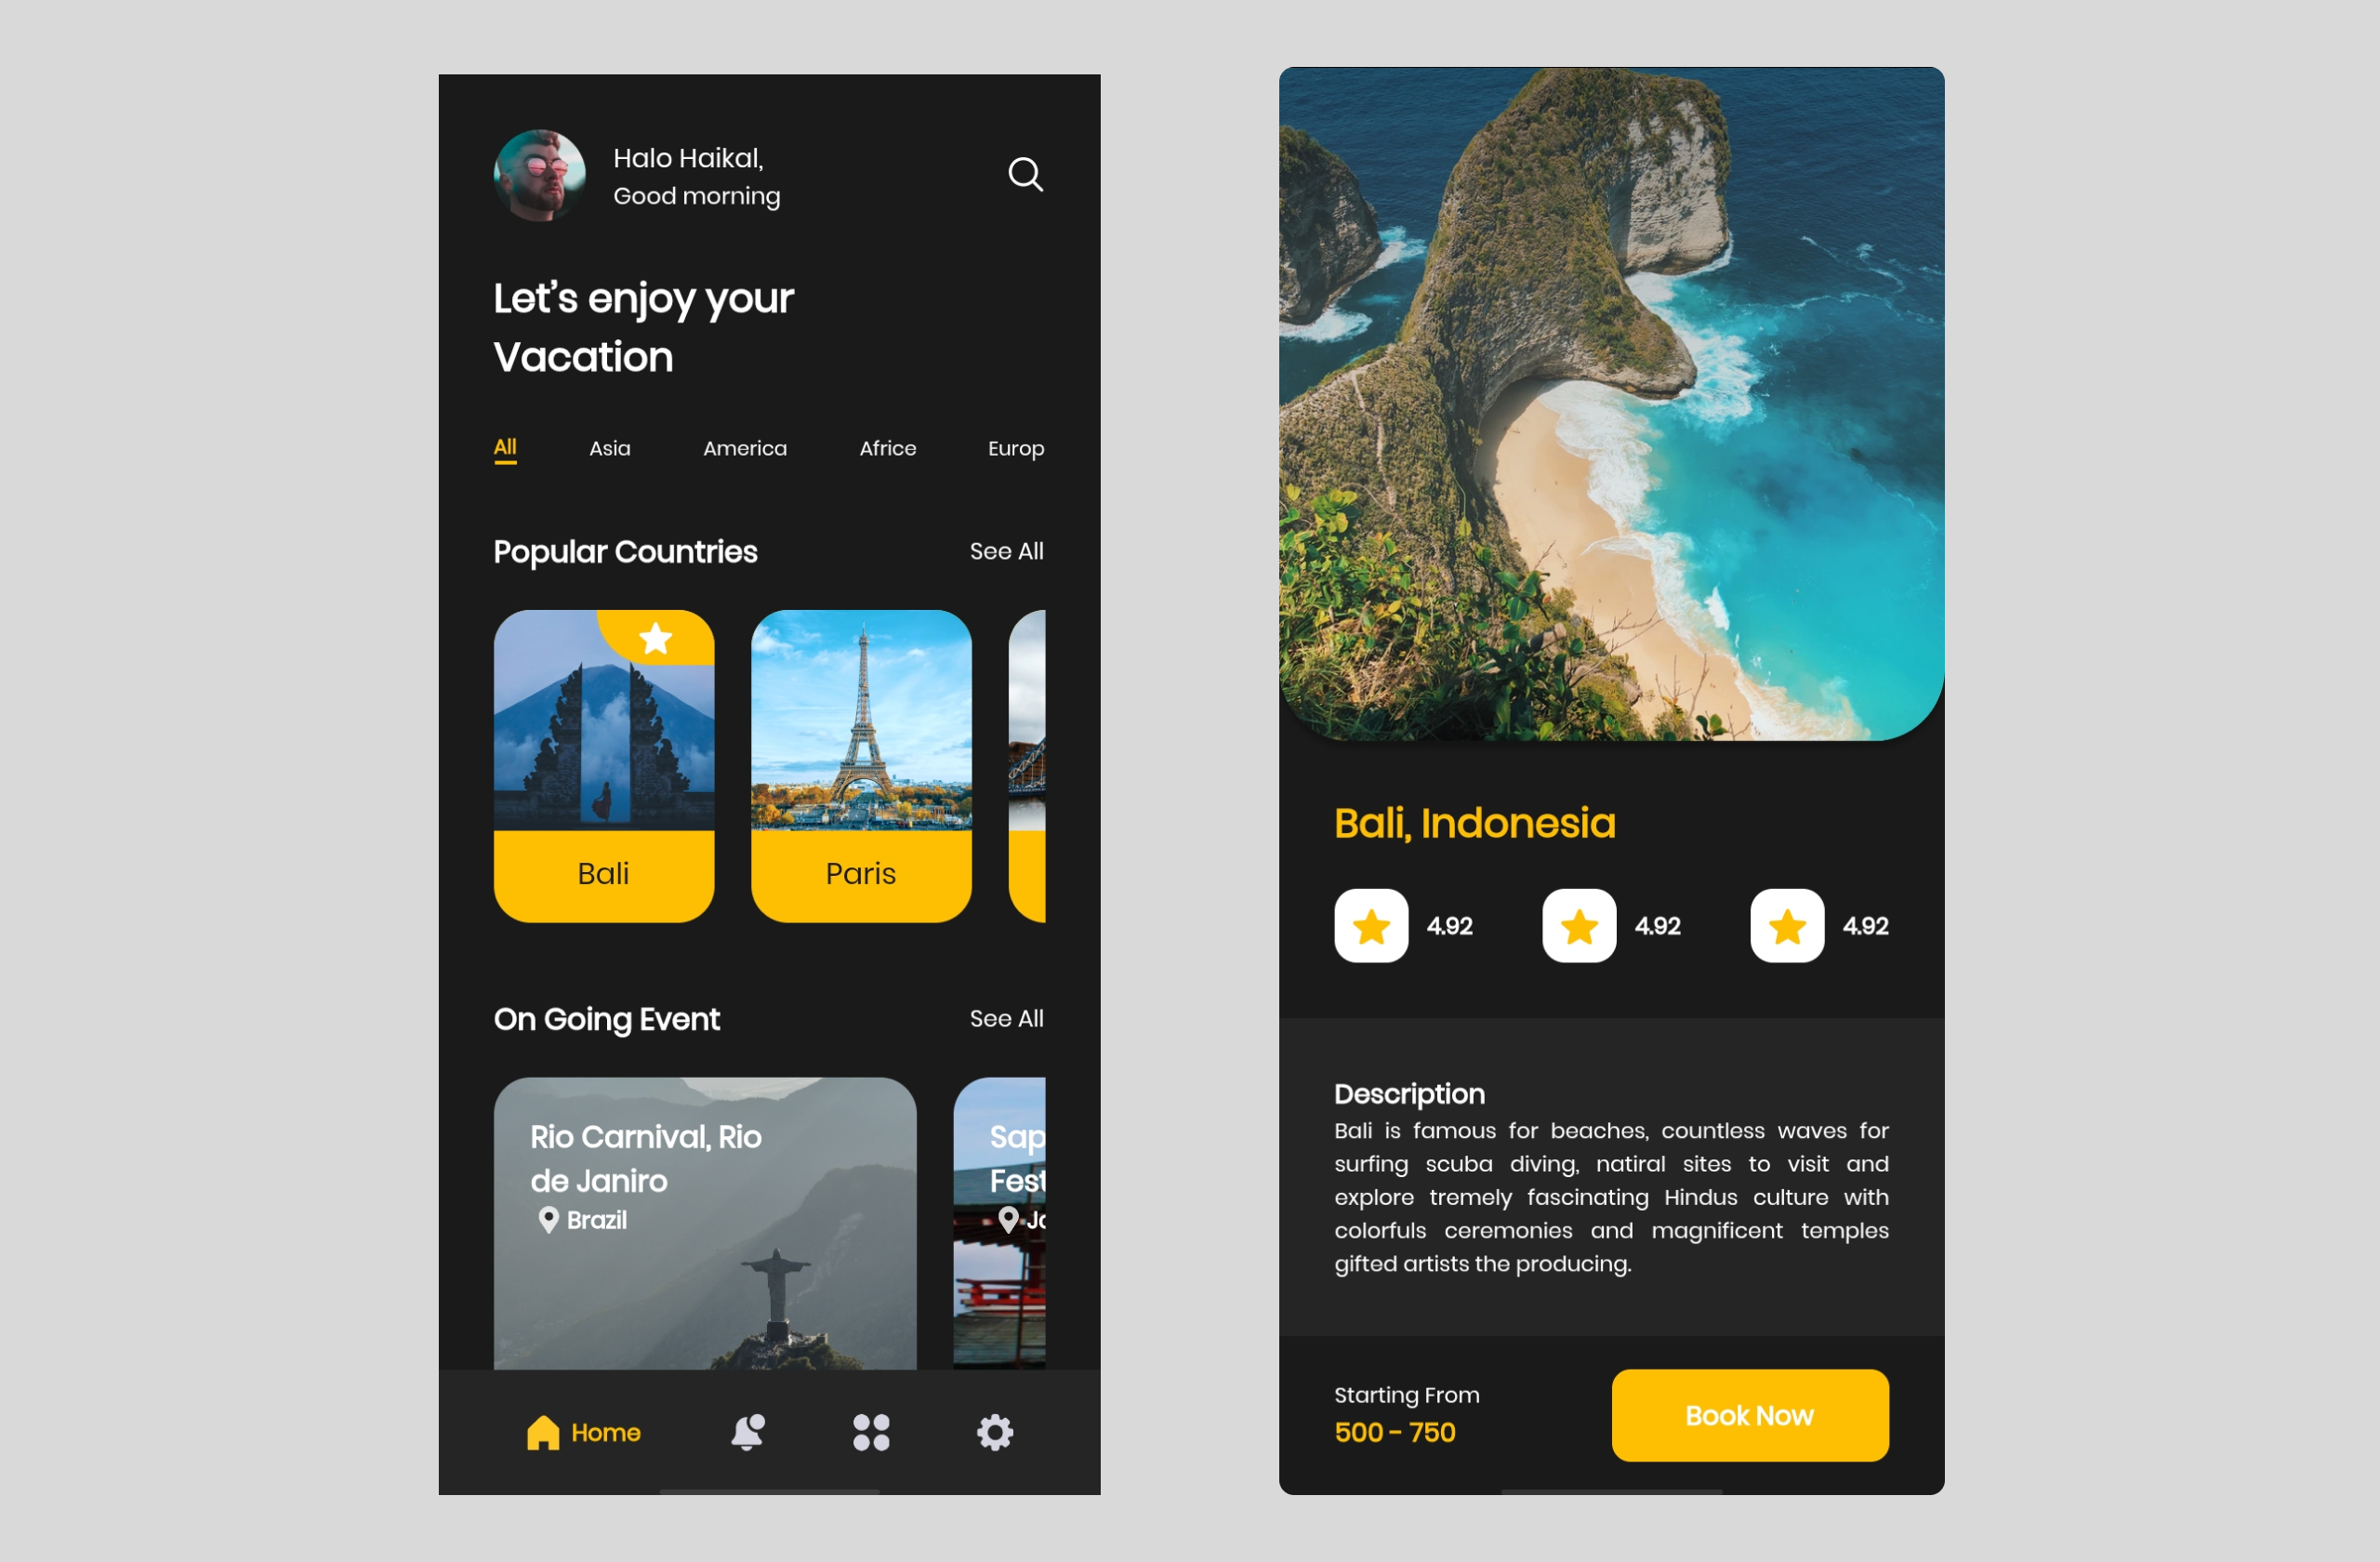 Halo Haikal,
Good morning
Let's enjoy your
Vacation
All Asia America Africe Europ
Popular Countries See All
Bali Paris
On Going Event See All
Rio Carnival, Rio
de Janiro
Brazil
Sap
Fest
Home
Bali, Indonesia
4.92 4.92 4.92
Description
Bali is famous for beaches, countless waves for
surfing scuba diving, natiral sites to visit and
explore tremely fascinating Hindus culture with
colorfuls ceremonies and magnificent temples
gifted artists the producing.
Starting From
500 - 750
Book Now